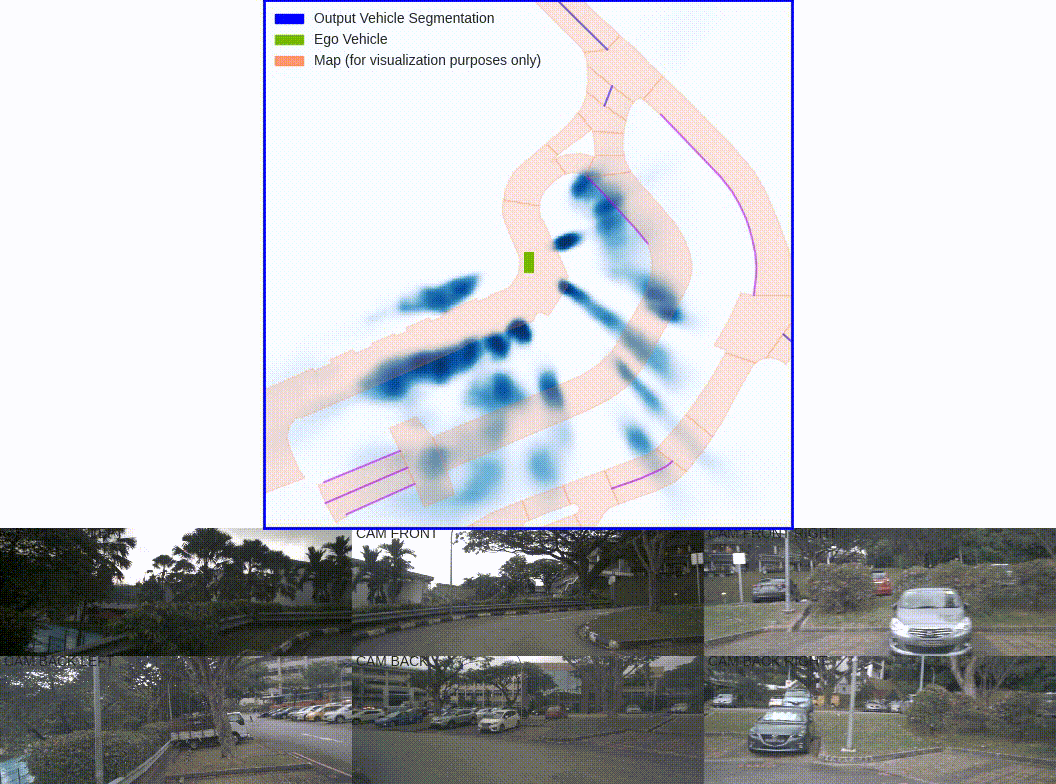 Output Vehicle Segmentation
Ego Vehicle
Map (for visualization purposes only)
CAM FRONT
CAM FRONT RIGHT
CAM BACK LEFT
CAM BACK
CAM BACK RIGHT